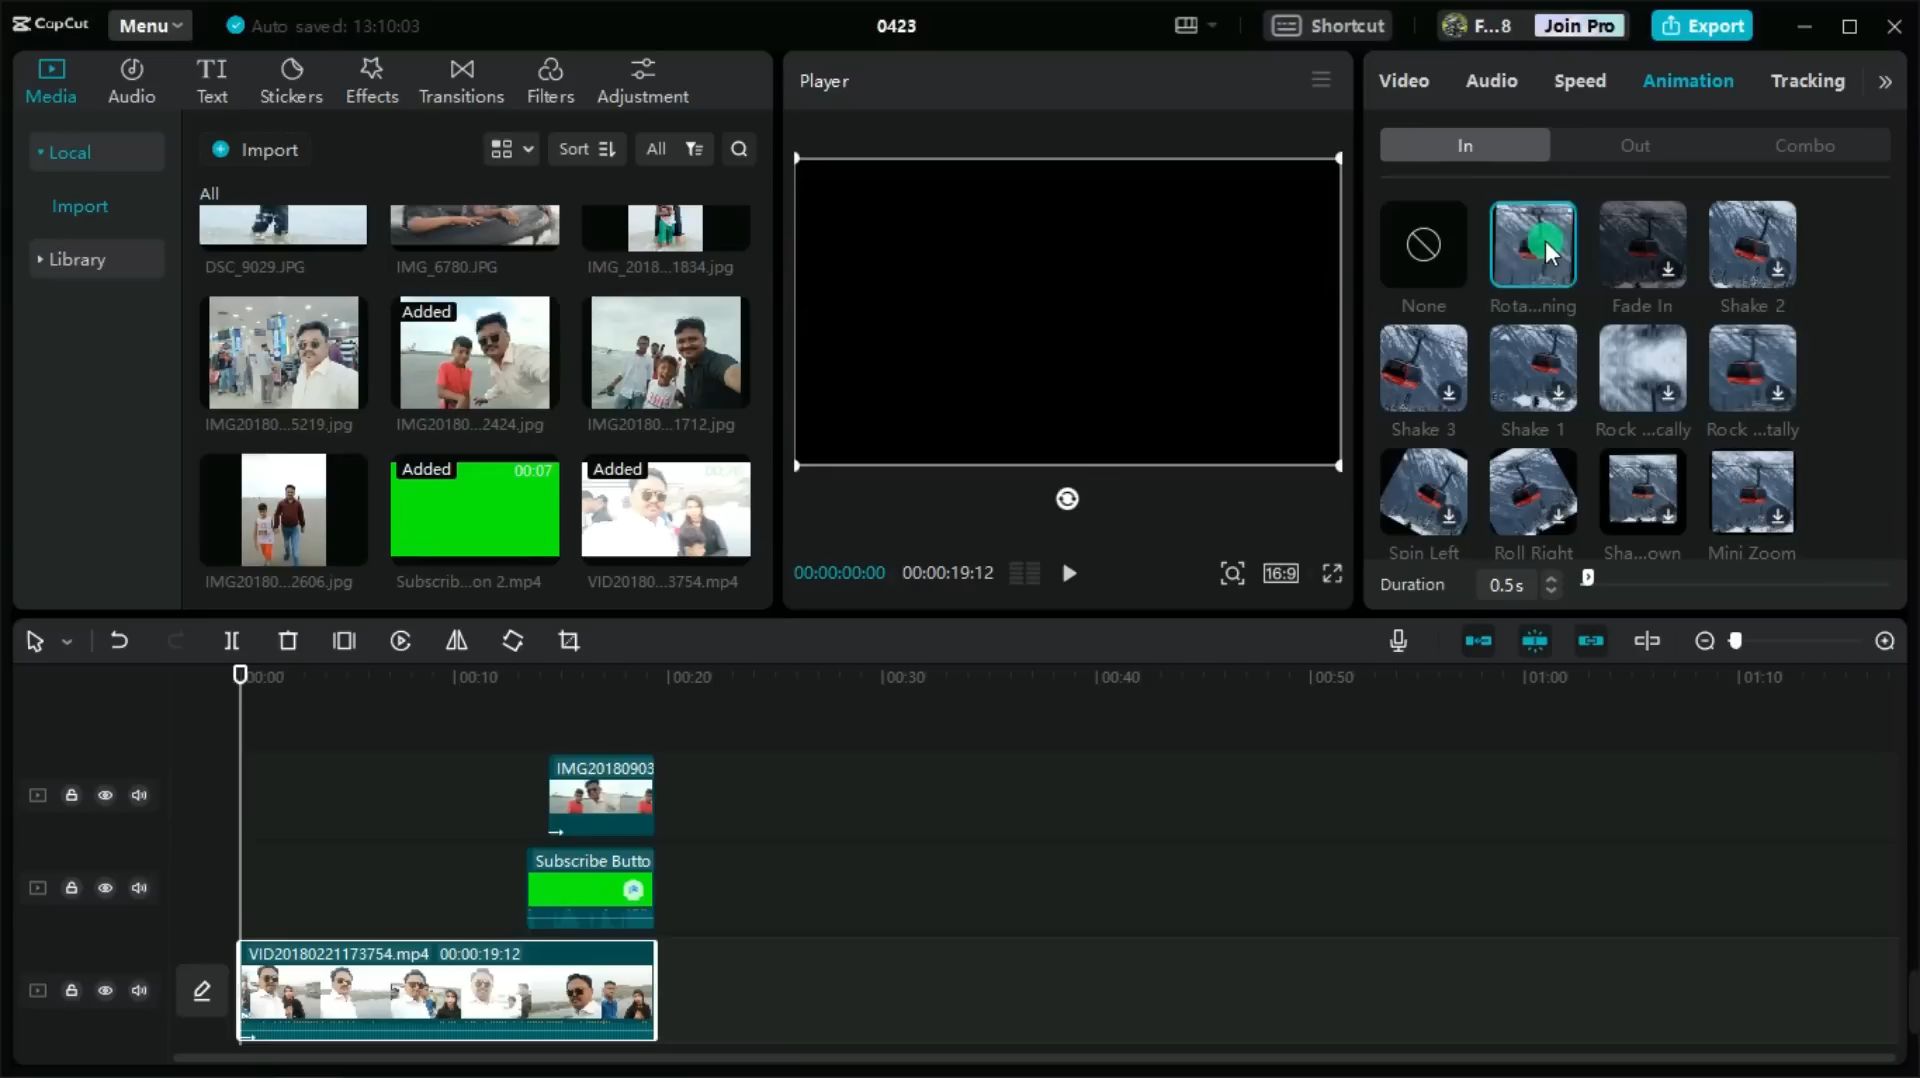 CapCut
Menu
Auto saved: 13:10:03
0423
Shortcut
F...8
Join Pro
Export
Media
Audio
TI
Text
Stickers
Effects
Transitions
Filters
Adjustment
Local
Import
Library
Import
Sort
All
All
DSC_9029.JPG
IMG_6780.JPG
IMG_2018...1834.jpg
Added
IMG20180...5219.jpg
IMG20180...2424.jpg
IMG20180...1712.jpg
Added
00:07
Added
IMG20180...2606.jpg
Subscrib...on 2.mp4
VID20180...3754.mp4
Player
00:00:00:00
00:00:19:12
16:9
Video
Audio
Speed
Animation
Tracking
In
Out
Combo
None
Rota...ning
Fade In
Shake 2
Shake 3
Shake 1
Rock ...cally
Rock ...tally
Spin Left
Roll Right
Sha...own
Mini Zoom
Duration
0.5s
00:00
00:10
00:20
00:30
00:40
00:50
01:00
01:10
IMG20180903
Subscribe Butto
VID20180221173754.mp4 00:00:19:12